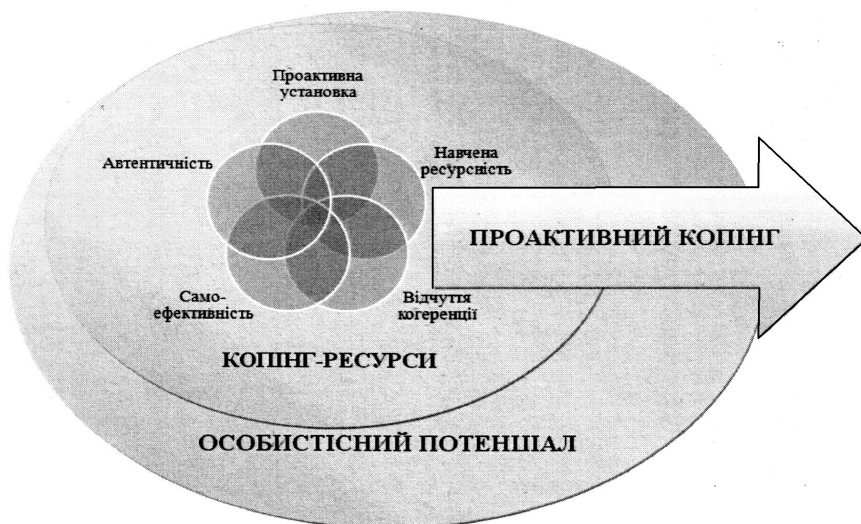 Проактивна
установка
Автентичність
Навчена
ресурсність
ПРОАКТИВНИЙ КОПІНГ
Само-
ефективність
Відчуття
когеренції
КОПІНГ-РЕСУРСИ
ОСОБИСТІСНИЙ ПОТЕНЦІАЛ